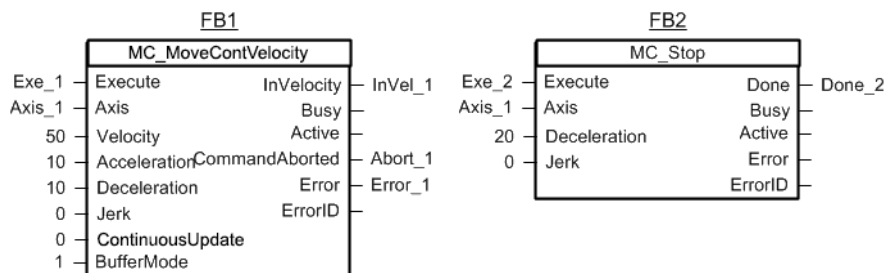 FB1 FB2
MC_MoveContVelocity MC_Stop
Exe_1 Execute InVelocity InVel_1 Exe_2 Execute Done Done_2
Axis_1 Axis Busy Axis_1 Axis Busy
50 Velocity Active 20 Deceleration Active
10 Acceleration CommandAborted Abort_1 0 Jerk Error
10 Deceleration Error Error_1 ErrorID
0 Jerk ErrorID
0 ContinuousUpdate
1 BufferMode